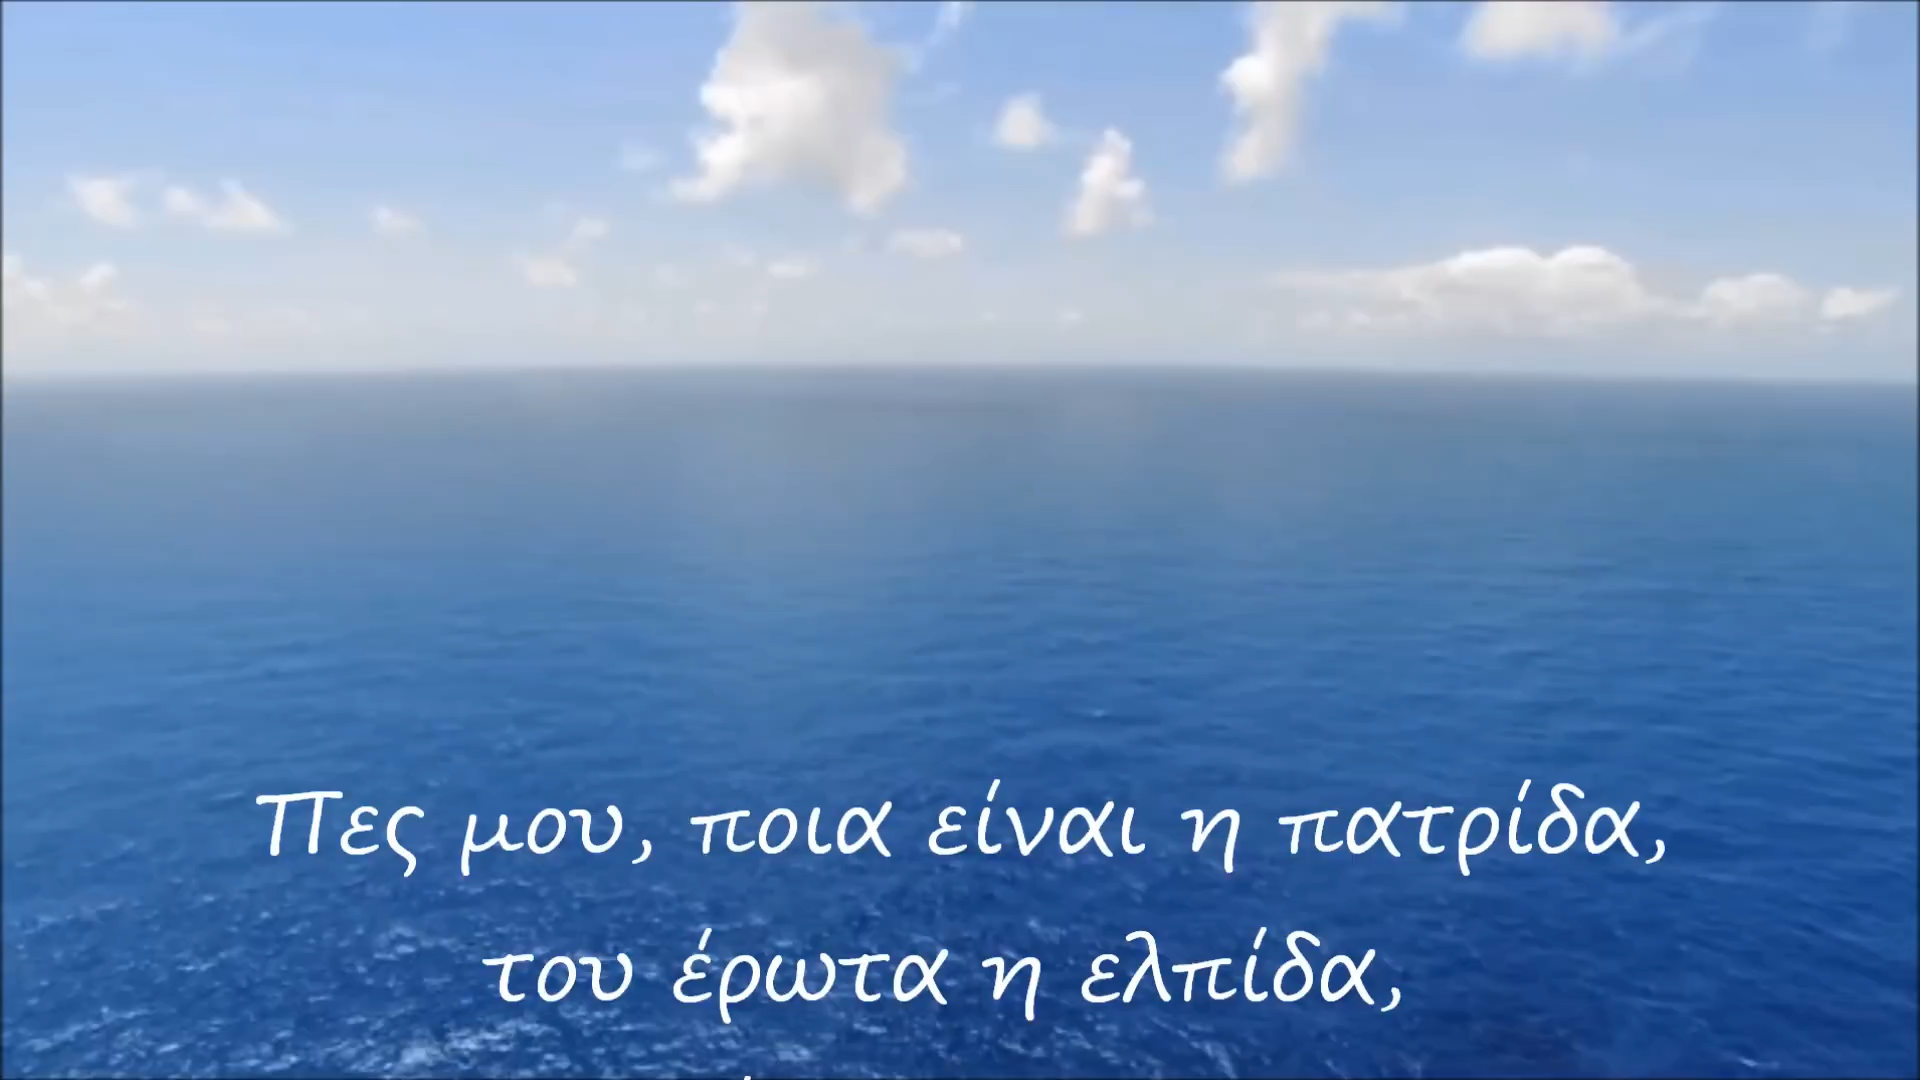 Πες μου, ποια είναι η πατρίδα,
του έρωτα η ελπίδα,